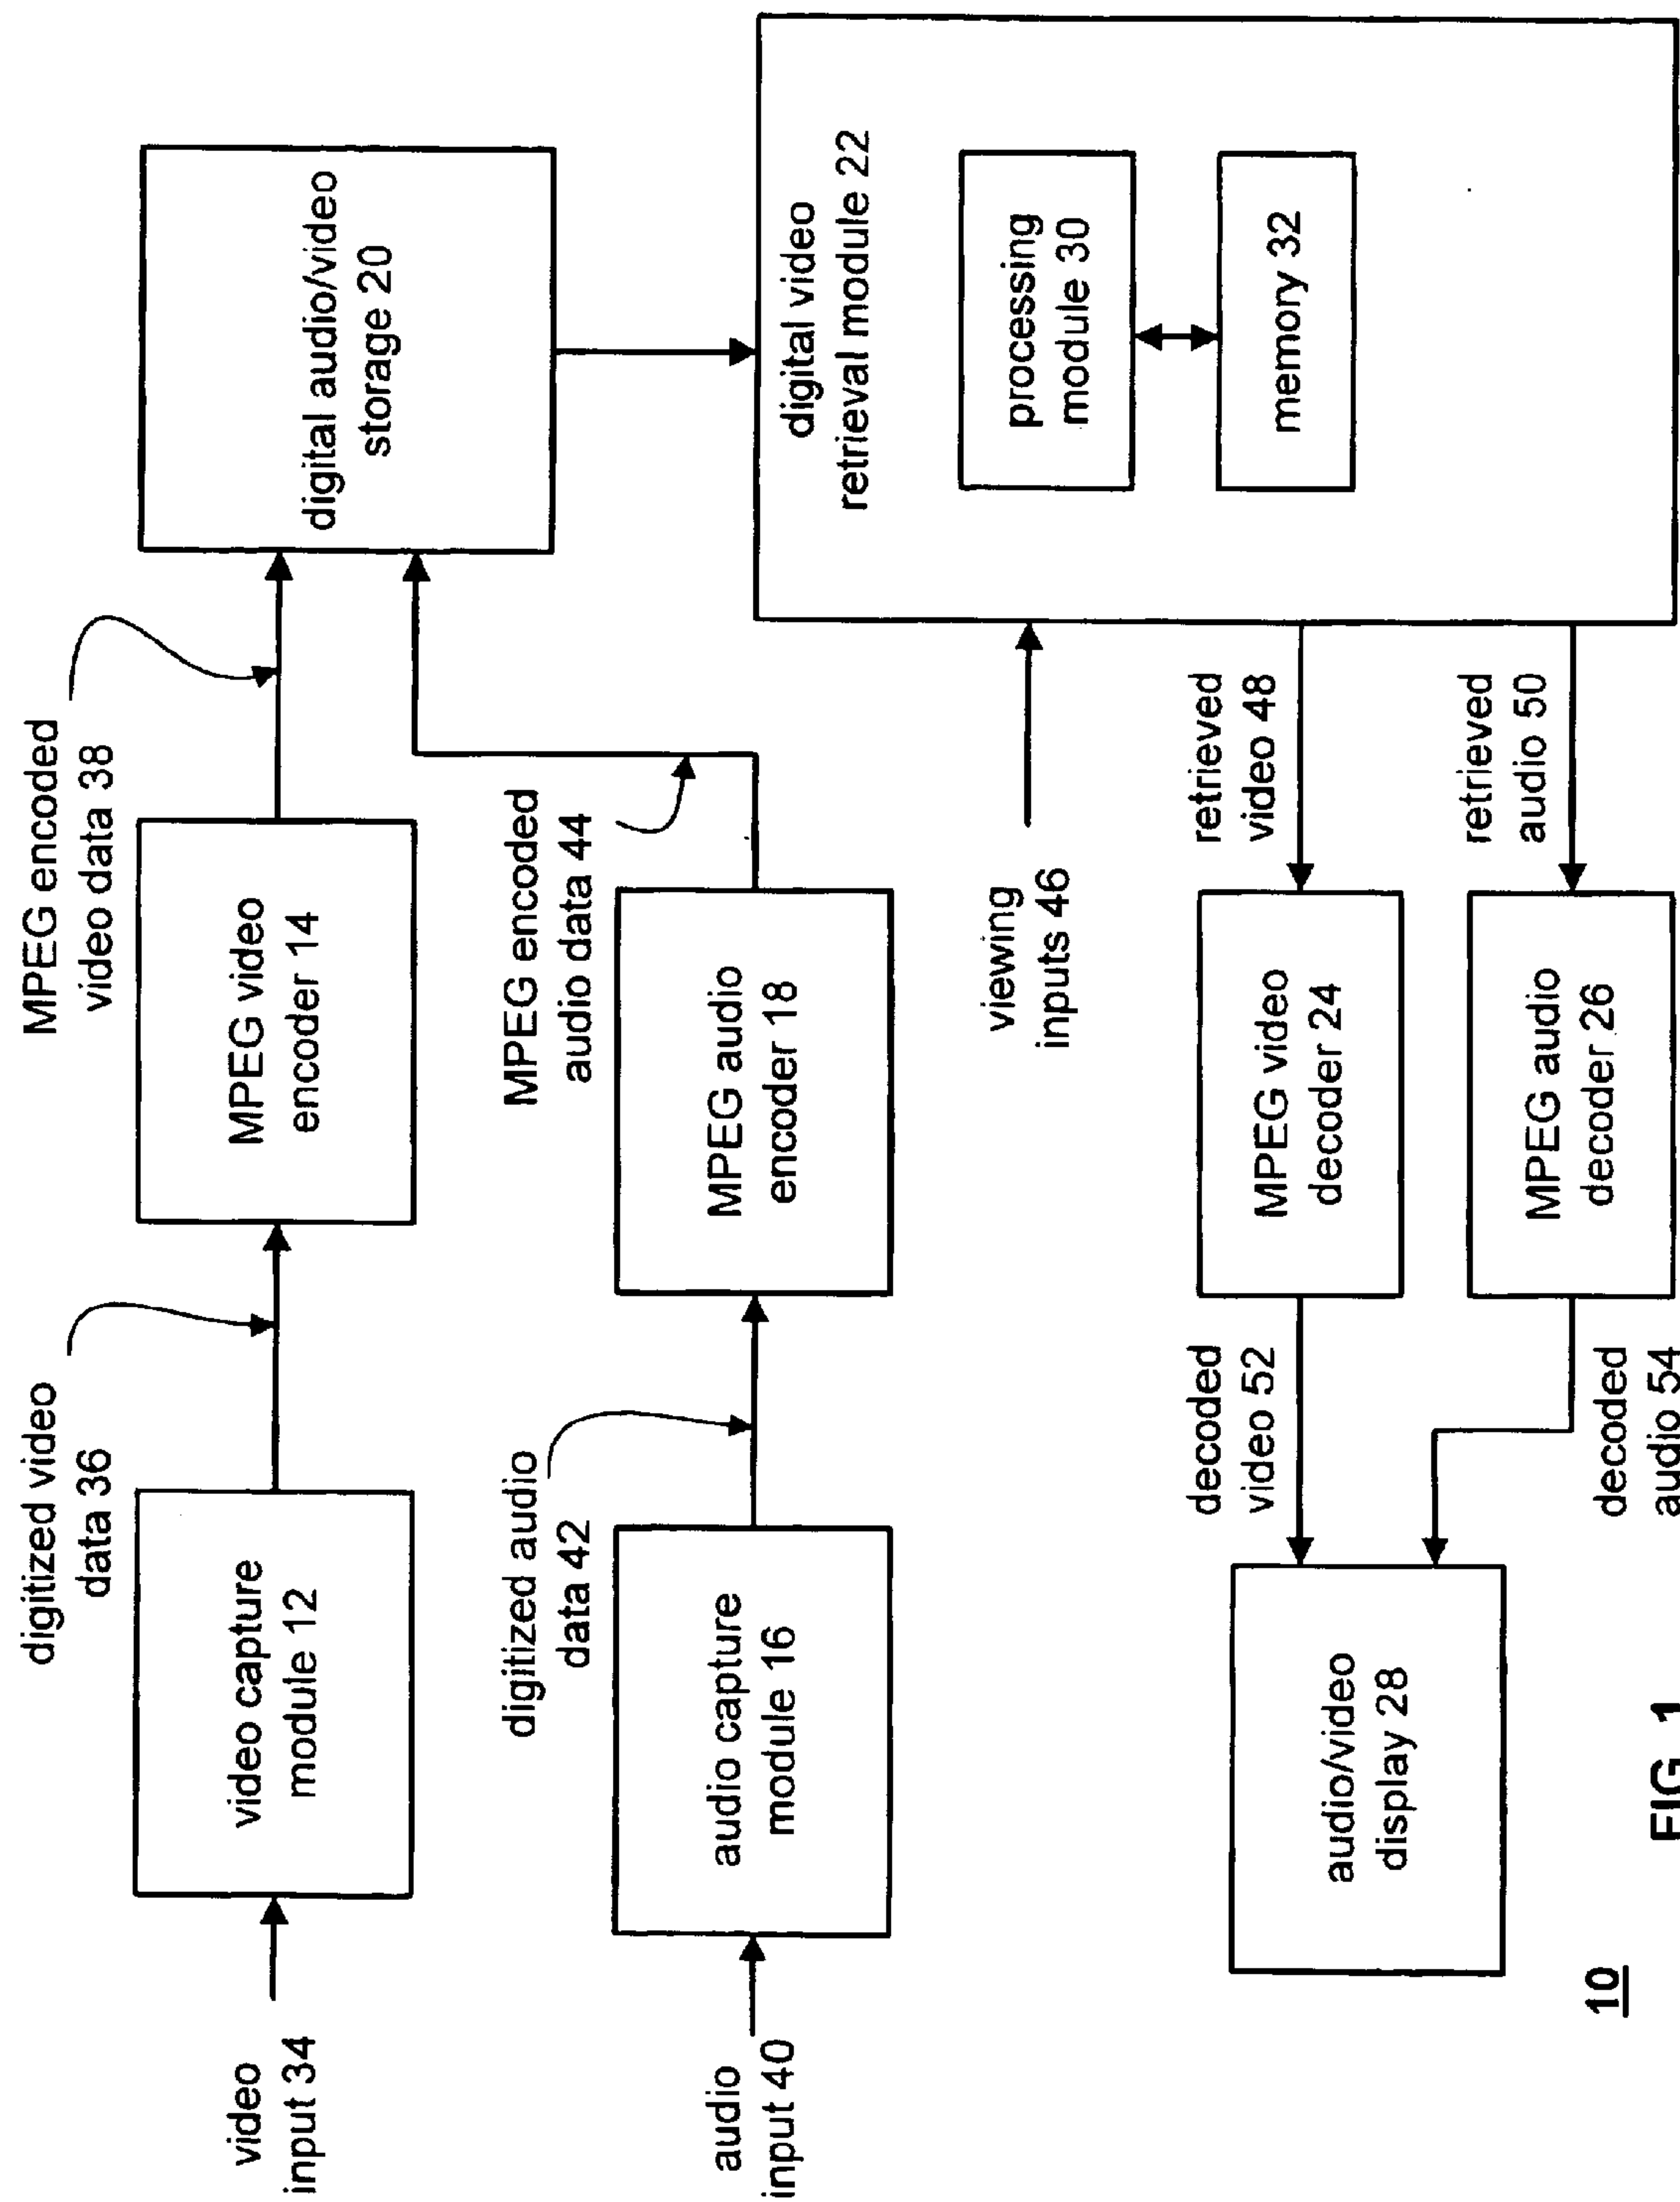 video
input 34
video capture
module 12
digitized video
data 36
MPEG video
encoder 14
MPEG encoded
video data 38
digital audio/video
storage 20
audio
input 40
audio capture
module 16
digitized audio
data 42
MPEG audio
encoder 18
MPEG encoded
audio data 44
digital video
retrieval module 22
processing
module 30
memory 32
viewing
inputs 46
retrieved
video 48
retrieved
audio 50
MPEG video
decoder 24
MPEG audio
decoder 26
decoded
video 52
decoded
audio 54
audio/video
display 28
10
FIG. 1